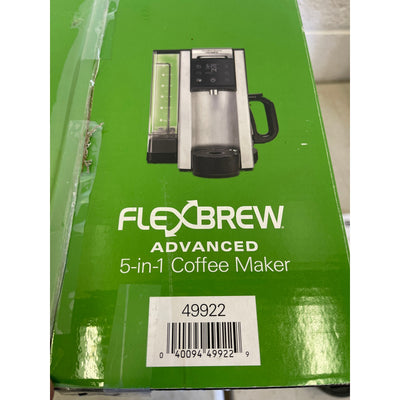 FLEXBREW
ADVANCED
5-in-1 Coffee Maker
49922
0 40094 49922 9